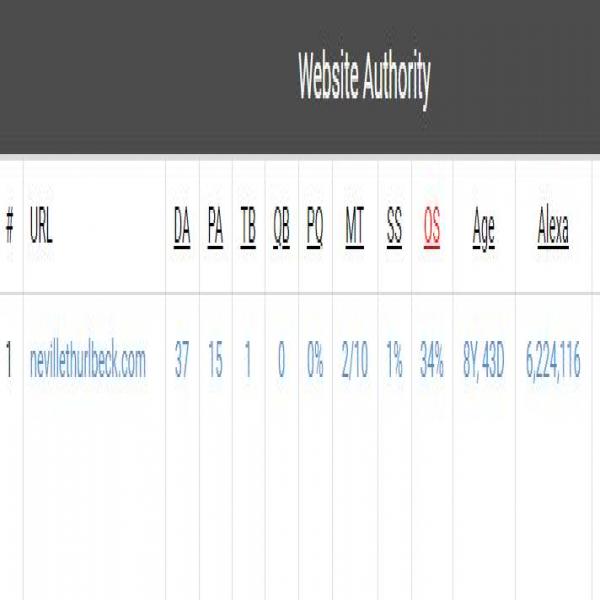 Website Authority
# URL DA PA TB QB PQ MT SS OS Age Alexa
1 nevillethurlbeck.com 37 15 1 0 0% 2/10 1% 34% 8Y, 43D 6,224,116